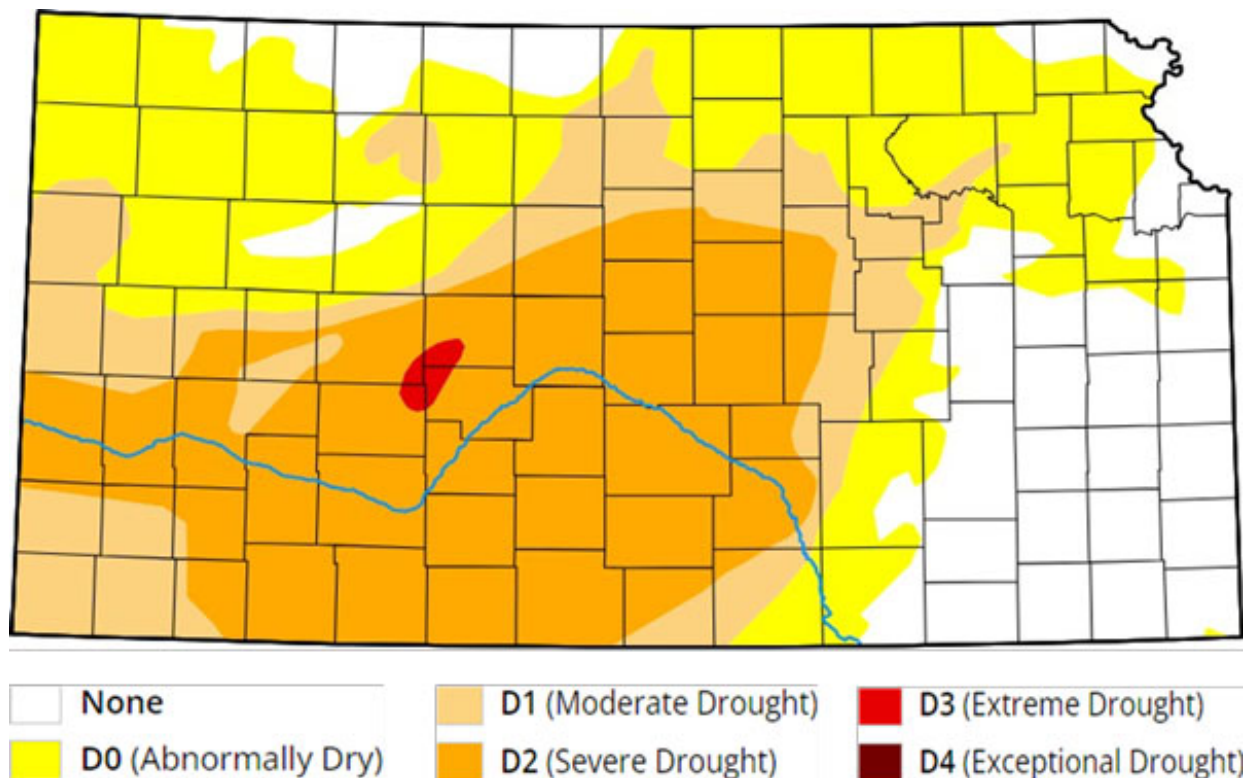 None
D0 (Abnormally Dry)
D1 (Moderate Drought)
D2 (Severe Drought)
D3 (Extreme Drought)
D4 (Exceptional Drought)